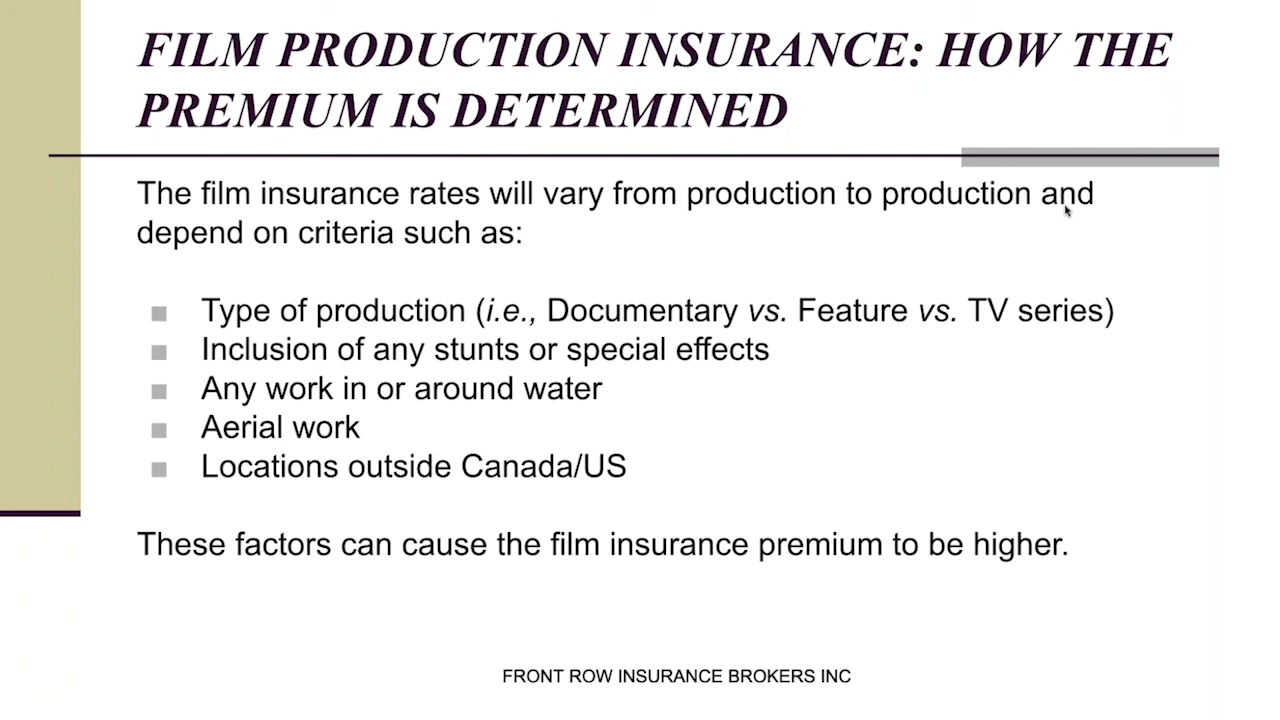 FILM PRODUCTION INSURANCE: HOW THE
PREMIUM IS DETERMINED
The film insurance rates will vary from production to production and
depend on criteria such as:
Type of production (i.e., Documentary vs. Feature vs. TV series)
Inclusion of any stunts or special effects
Any work in or around water
Aerial work
Locations outside Canada/US
These factors can cause the film insurance premium to be higher.
FRONT ROW INSURANCE BROKERS INC